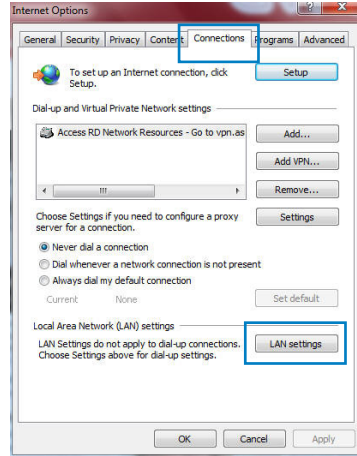 Internet Options
General Security Privacy Content Connections Programs Advanced
To set up an Internet connection, click
Setup.
Setup
Dial-up and Virtual Private Network settings
Access RD Network Resources - Go to vpn.as
Add...
Add VPN...
Remove...
Choose Settings if you need to configure a proxy
server for a connection.
Settings
Never dial a connection
Dial whenever a network connection is not present
Always dial my default connection
Current None
Set default
Local Area Network (LAN) settings
LAN Settings do not apply to dial-up connections.
Choose Settings above for dial-up settings.
LAN settings
OK Cancel Apply